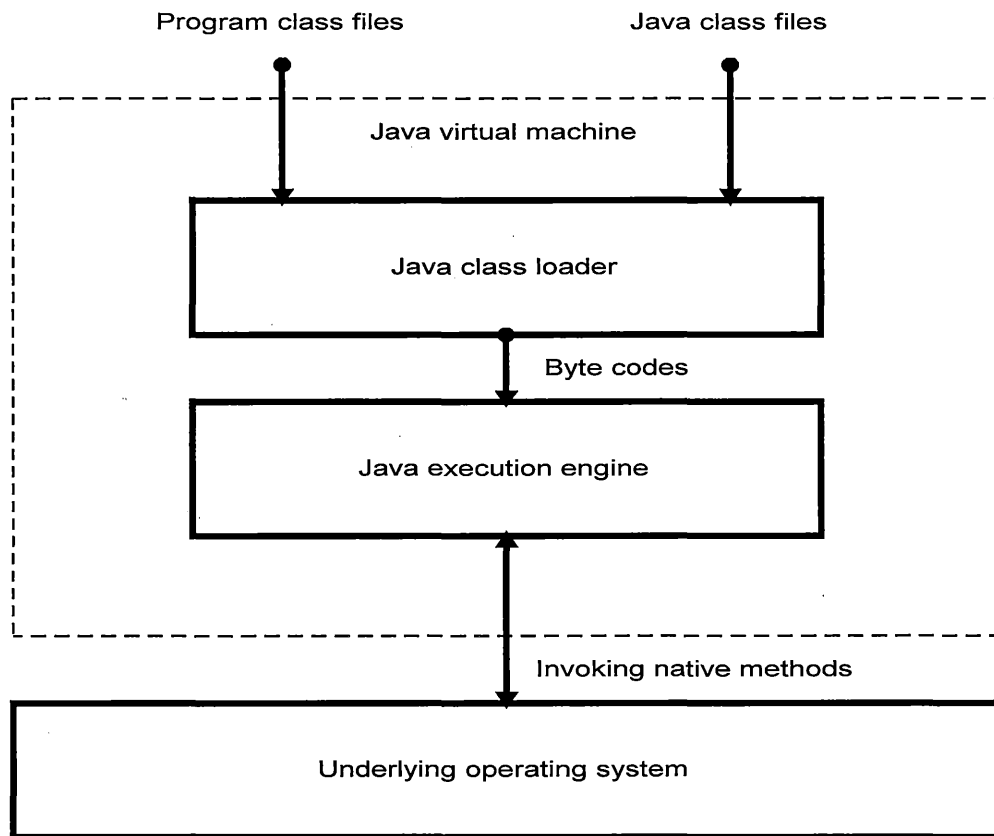 Program class files
Java class files
Java virtual machine
Java class loader
Byte codes
Java execution engine
Invoking native methods
Underlying operating system